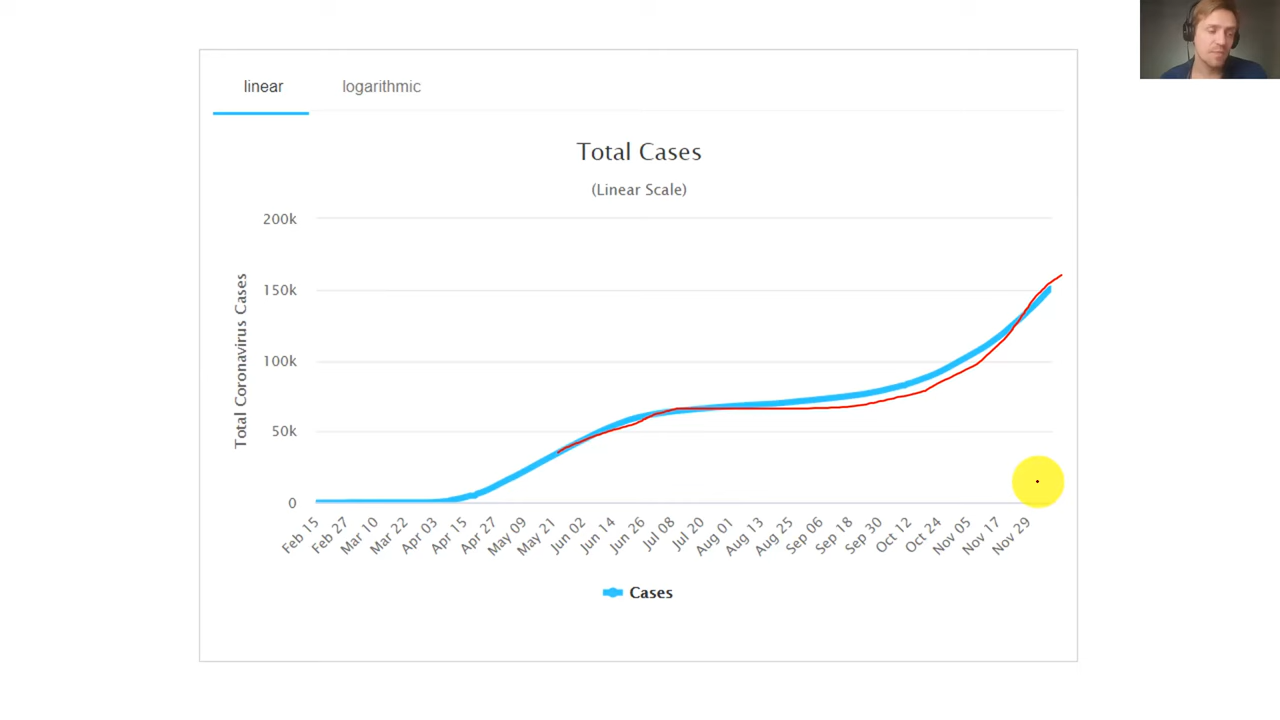 linear logarithmic
Total Cases
(Linear Scale)
Total Coronavirus Cases
200k
150k
100k
50k
0
Feb 15 Feb 27 Mar 10 Mar 22 Apr 03 Apr 15 Apr 27 May 09 May 21 Jun 02 Jun 14 Jun 26 Jul 08 Jul 20 Aug 01 Aug 13 Aug 25 Sep 06 Sep 18 Sep 30 Oct 12 Oct 24 Nov 05 Nov 17 Nov 29
Cases